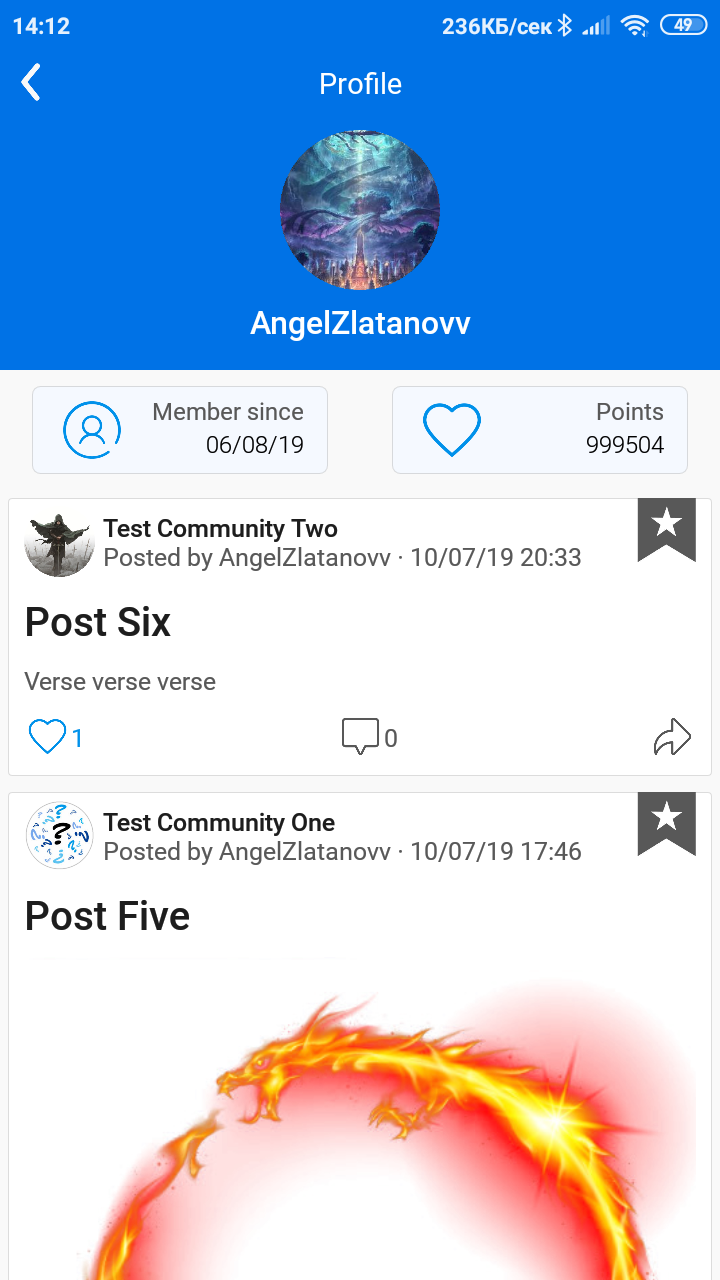 14:12 236КБ/сек 49
Profile
AngelZlatanovv
Member since
06/08/19
Points
999504
Test Community Two
Posted by AngelZlatanovv · 10/07/19 20:33
Post Six
Verse verse verse
1 0
Test Community One
Posted by AngelZlatanovv · 10/07/19 17:46
Post Five